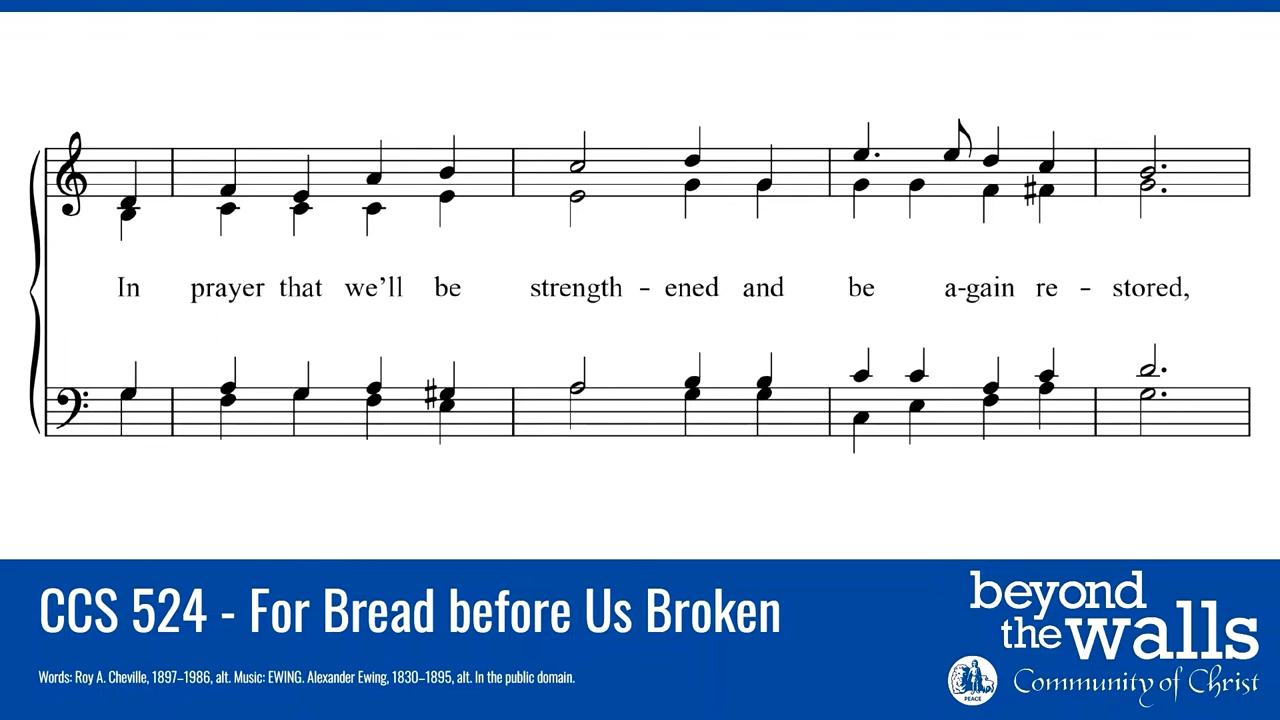 In prayer that we’ll be strength – ened and be a-gain re – stored,
CCS 524 - For Bread before Us Broken
Words: Roy A. Cheville, 1897–1986, alt. Music: EWING. Alexander Ewing, 1830–1895, alt. In the public domain.
beyond
the walls
PEACE
Community of Christ